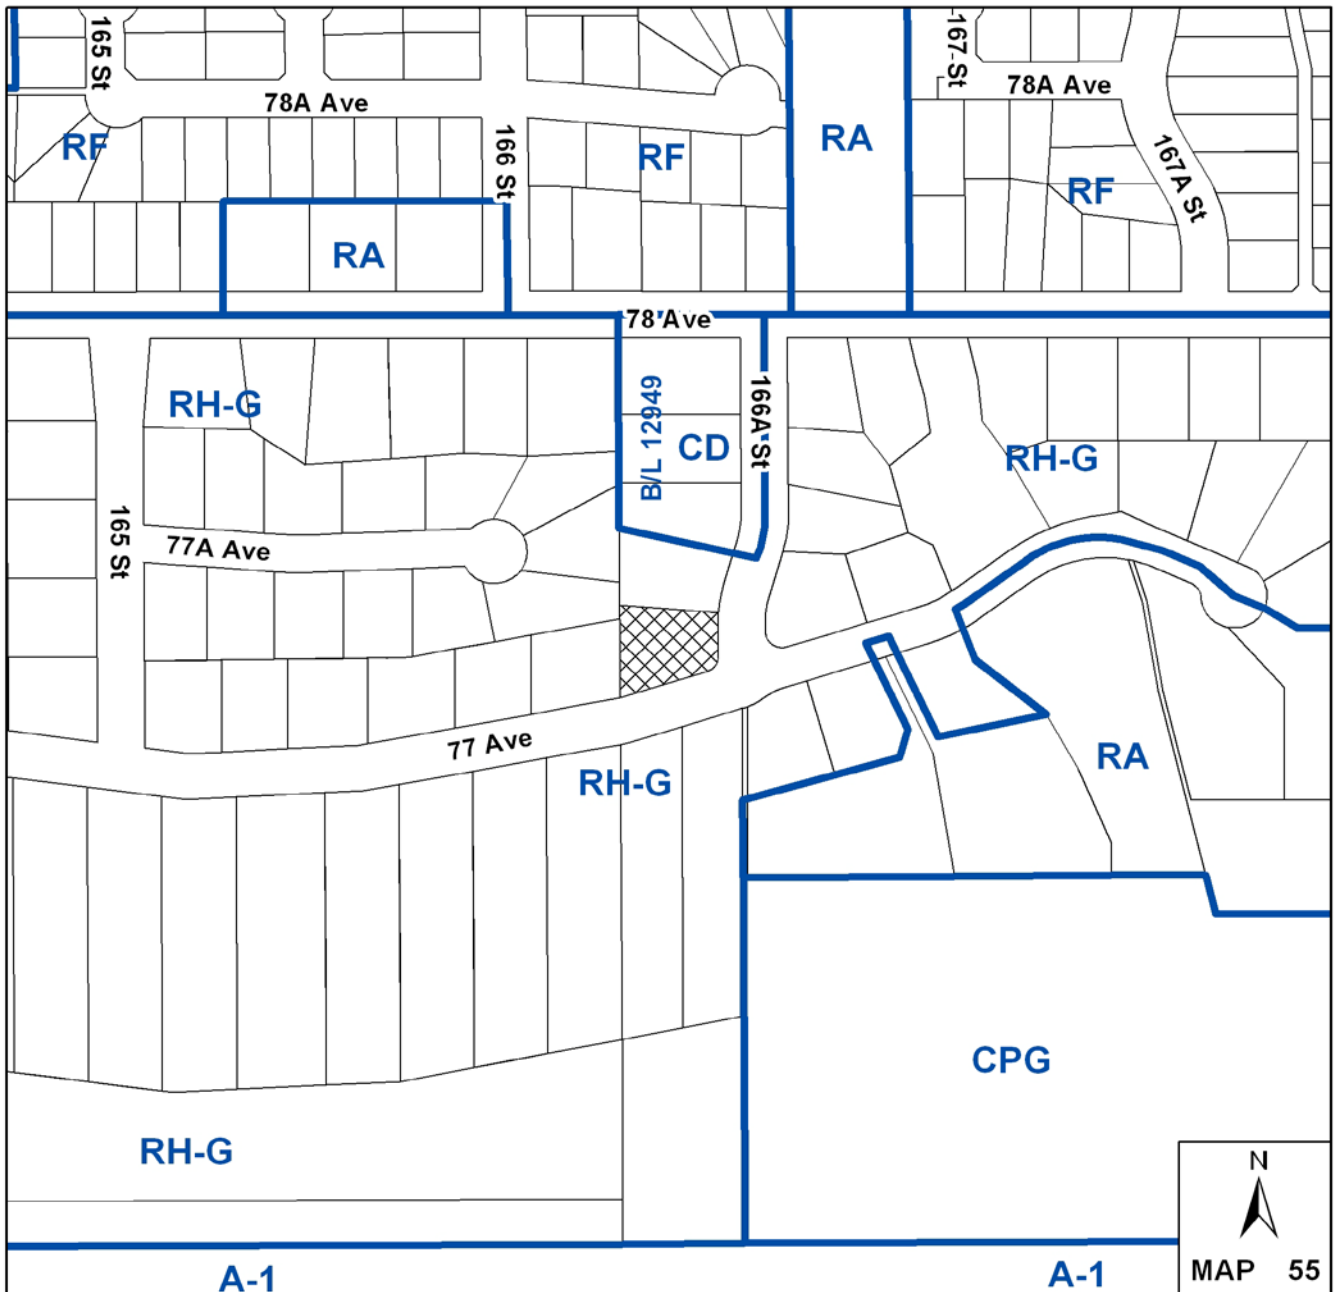 165 St
78A Ave
RF
166 St
RF
RA
167 St
78A Ave
167A St
RF
RA
78 Ave
RH-G
B/L 12949
CD
166A St
RH-G
165 St
77A Ave
77 Ave
RH-G
RA
CPG
RH-G
N
MAP 55
A-1
A-1